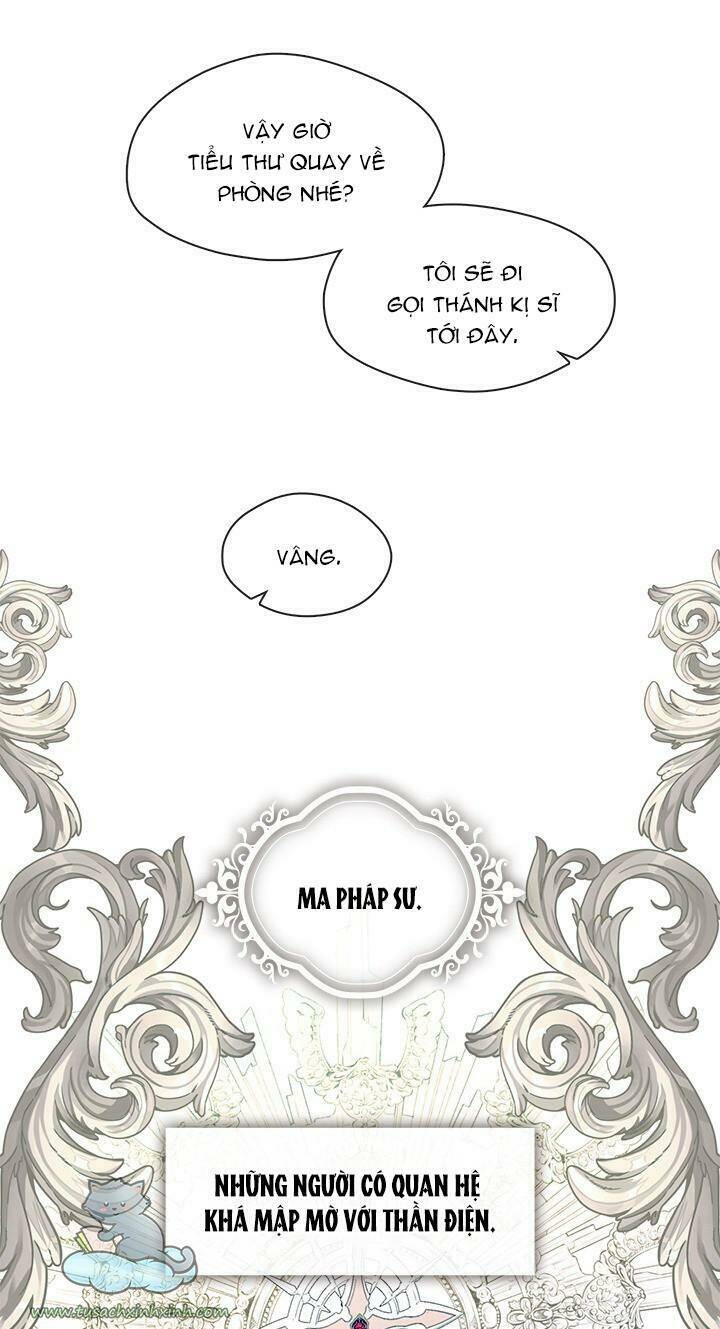 VẬY GIỜ
TIỂU THƯ QUAY VỀ
PHÒNG NHÉ?
TÔI SẼ ĐI
GỌI THÁNH KỊ SĨ
TỚI ĐÂY.
VÂNG.
MA PHÁP SƯ.
NHỮNG NGƯỜI CÓ QUAN HỆ
KHÁ MẬP MỜ VỚI THẦN ĐIỆN.
www.tusachxinhxinh.com